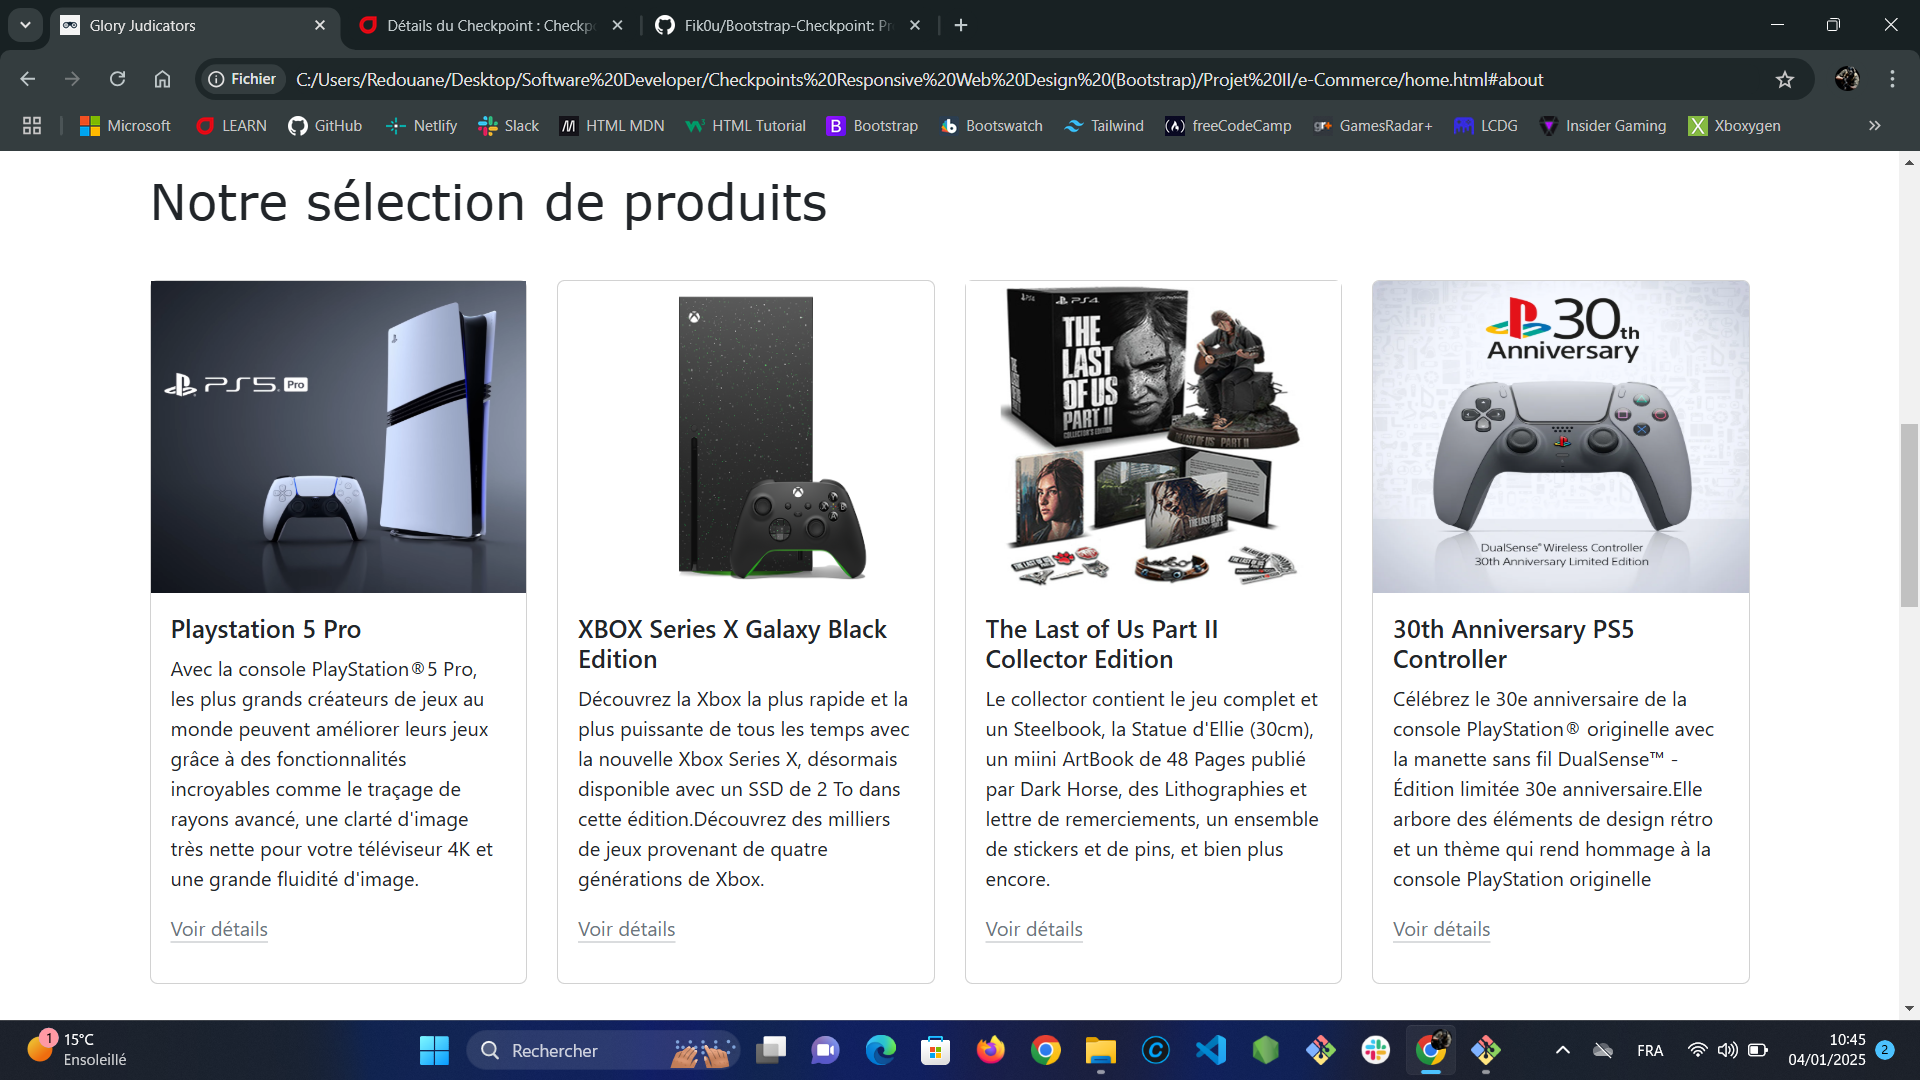 Glory Judicators
Détails du Checkpoint : Checkp
Fik0u/Bootstrap-Checkpoint: Pr
Fichier
C:/Users/Redouane/Desktop/Software%20Developer/Checkpoints%20Responsive%20Web%20Design%20(Bootstrap)/Projet%20II/e-Commerce/home.html#about
Microsoft LEARN GitHub Netlify Slack HTML MDN HTML Tutorial Bootstrap Bootswatch Tailwind freeCodeCamp GamesRadar+ LCDG Insider Gaming Xboxygen
Notre sélection de produits
PS5 Pro
PS4
THE
LAST
OF US
PART II
COLLECTOR'S EDITION
THE LAST OF US PART II
30th
Anniversary
DualSense® Wireless Controller
30th Anniversary Limited Edition
Playstation 5 Pro
Avec la console PlayStation®5 Pro,
les plus grands créateurs de jeux au
monde peuvent améliorer leurs jeux
grâce à des fonctionnalités
incroyables comme le traçage de
rayons avancé, une clarté d'image
très nette pour votre téléviseur 4K et
une grande fluidité d'image.
Voir détails
XBOX Series X Galaxy Black
Edition
Découvrez la Xbox la plus rapide et la
plus puissante de tous les temps avec
la nouvelle Xbox Series X, désormais
disponible avec un SSD de 2 To dans
cette édition.Découvrez des milliers
de jeux provenant de quatre
générations de Xbox.
Voir détails
The Last of Us Part II
Collector Edition
Le collector contient le jeu complet et
un Steelbook, la Statue d'Ellie (30cm),
un miini ArtBook de 48 Pages publié
par Dark Horse, des Lithographies et
lettre de remerciements, un ensemble
de stickers et de pins, et bien plus
encore.
Voir détails
30th Anniversary PS5
Controller
Célébrez le 30e anniversaire de la
console PlayStation® originelle avec
la manette sans fil DualSense™ -
Édition limitée 30e anniversaire.Elle
arbore des éléments de design rétro
et un thème qui rend hommage à la
console PlayStation originelle
Voir détails
1
15°C
Ensoleillé
Rechercher
FRA
10:45
04/01/2025
2